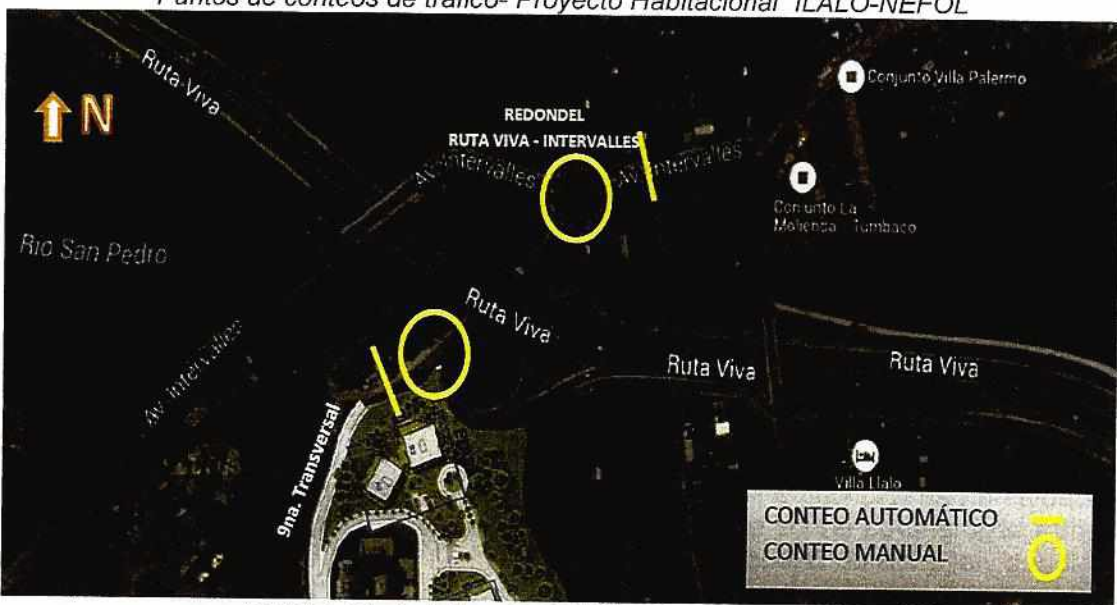 Puntos de conteos de tráfico- Proyecto Habitacional ILALO-NEFOL
Ruta-Viva
N
REDONDEL
RUTA VIVA - INTERVALLES
Conjunto Villa Palermo
Av. Intervalles
Av. Intervalles
Conjunto La
Molienda - Tumbaco
Rio San Pedro
Ruta Viva
Ruta Viva
Ruta Viva
Av. Intervalles
9na. Transversal
Villa Ilalo
CONTEO AUTOMÁTICO
CONTEO MANUAL